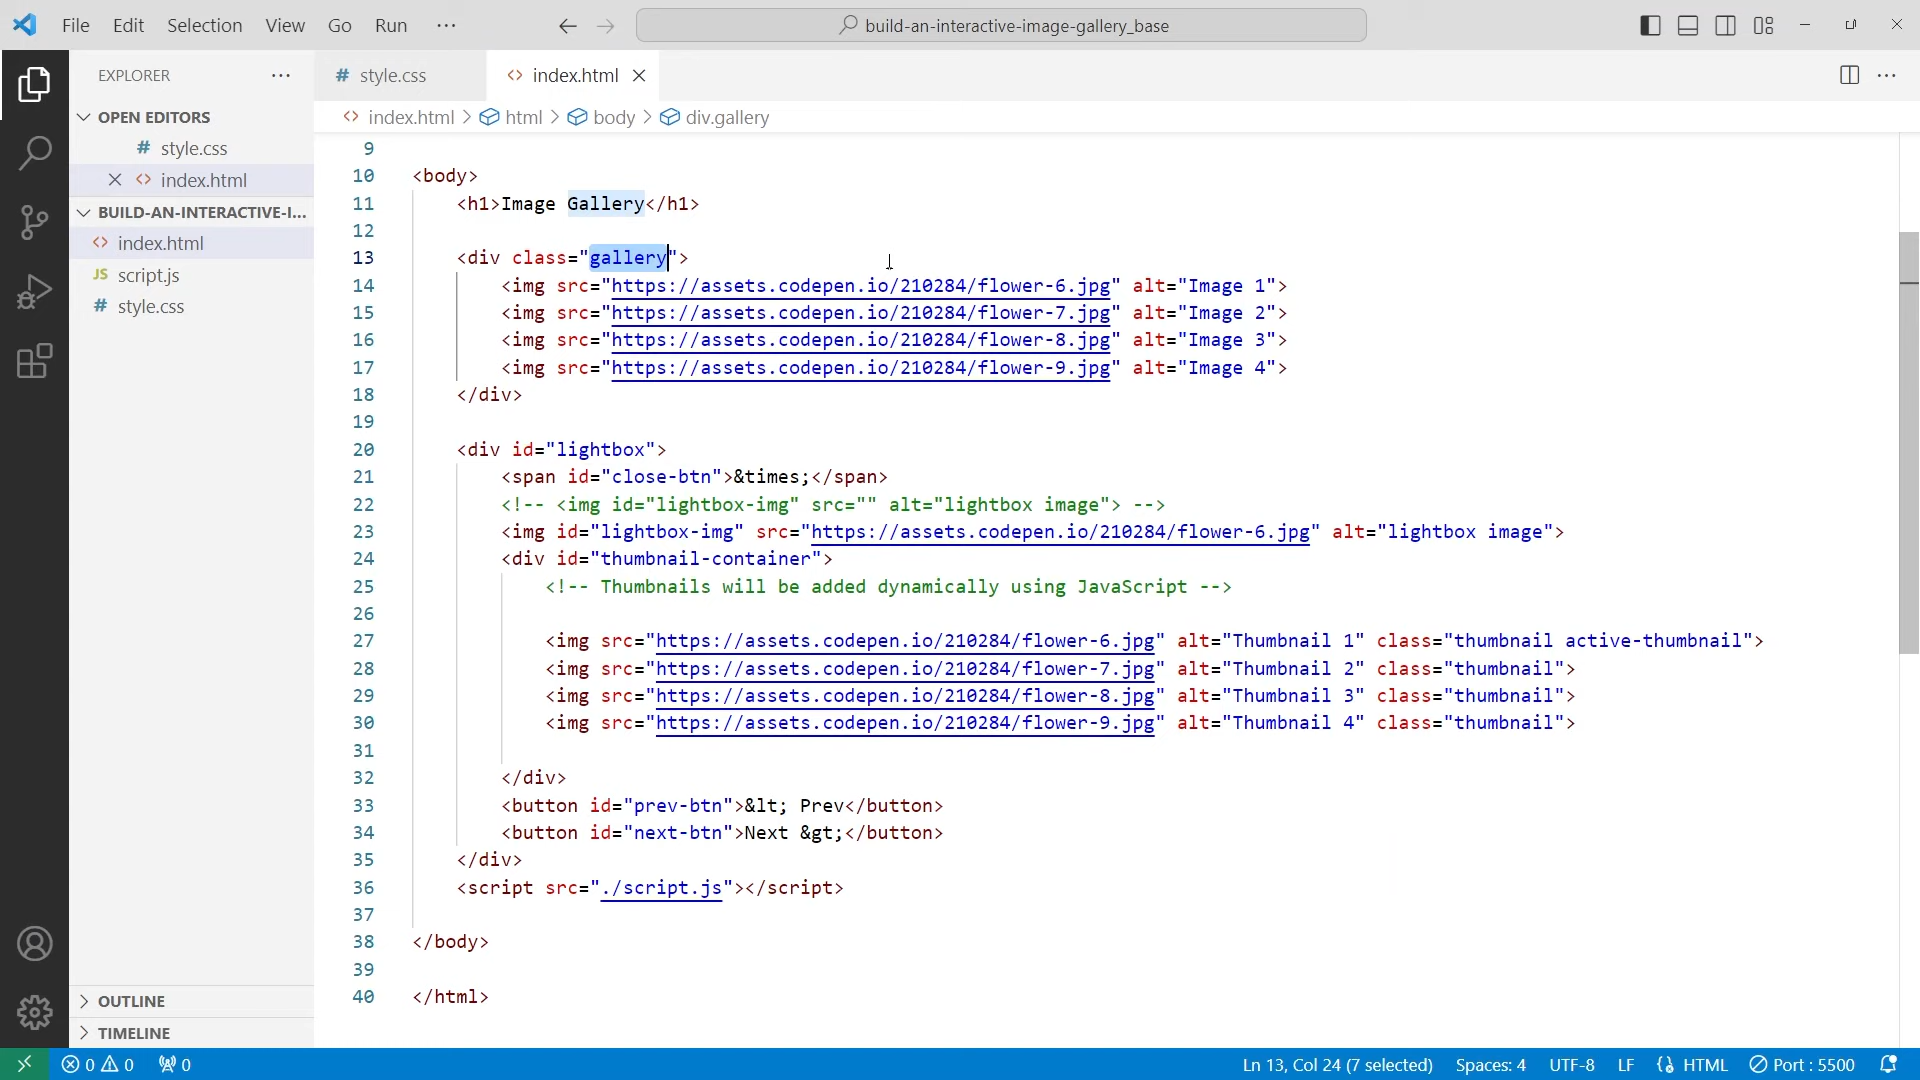 File Edit Selection View Go Run ··· build-an-interactive-image-gallery_base
EXPLORER ···
OPEN EDITORS
# style.css
<> index.html
BUILD-AN-INTERACTIVE-I...
<> index.html
JS script.js
# style.css
OUTLINE
TIMELINE
# style.css <> index.html
<> index.html > html > body > div.gallery
9
10 <body>
11 <h1>Image Gallery</h1>
12
13 <div class="gallery">
14 <img src="https://assets.codepen.io/210284/flower-6.jpg" alt="Image 1">
15 <img src="https://assets.codepen.io/210284/flower-7.jpg" alt="Image 2">
16 <img src="https://assets.codepen.io/210284/flower-8.jpg" alt="Image 3">
17 <img src="https://assets.codepen.io/210284/flower-9.jpg" alt="Image 4">
18 </div>
19
20 <div id="lightbox">
21 <span id="close-btn">&times;</span>
22 <!-- <img id="lightbox-img" src="" alt="lightbox image"> -->
23 <img id="lightbox-img" src="https://assets.codepen.io/210284/flower-6.jpg" alt="lightbox image">
24 <div id="thumbnail-container">
25 <!-- Thumbnails will be added dynamically using JavaScript -->
26
27 <img src="https://assets.codepen.io/210284/flower-6.jpg" alt="Thumbnail 1" class="thumbnail active-thumbnail">
28 <img src="https://assets.codepen.io/210284/flower-7.jpg" alt="Thumbnail 2" class="thumbnail">
29 <img src="https://assets.codepen.io/210284/flower-8.jpg" alt="Thumbnail 3" class="thumbnail">
30 <img src="https://assets.codepen.io/210284/flower-9.jpg" alt="Thumbnail 4" class="thumbnail">
31
32 </div>
33 <button id="prev-btn">&lt; Prev</button>
34 <button id="next-btn">Next &gt;</button>
35 </div>
36 <script src="./script.js"></script>
37
38 </body>
39
40 </html>
0 0 0 Ln 13, Col 24 (7 selected) Spaces: 4 UTF-8 LF {} HTML Port : 5500